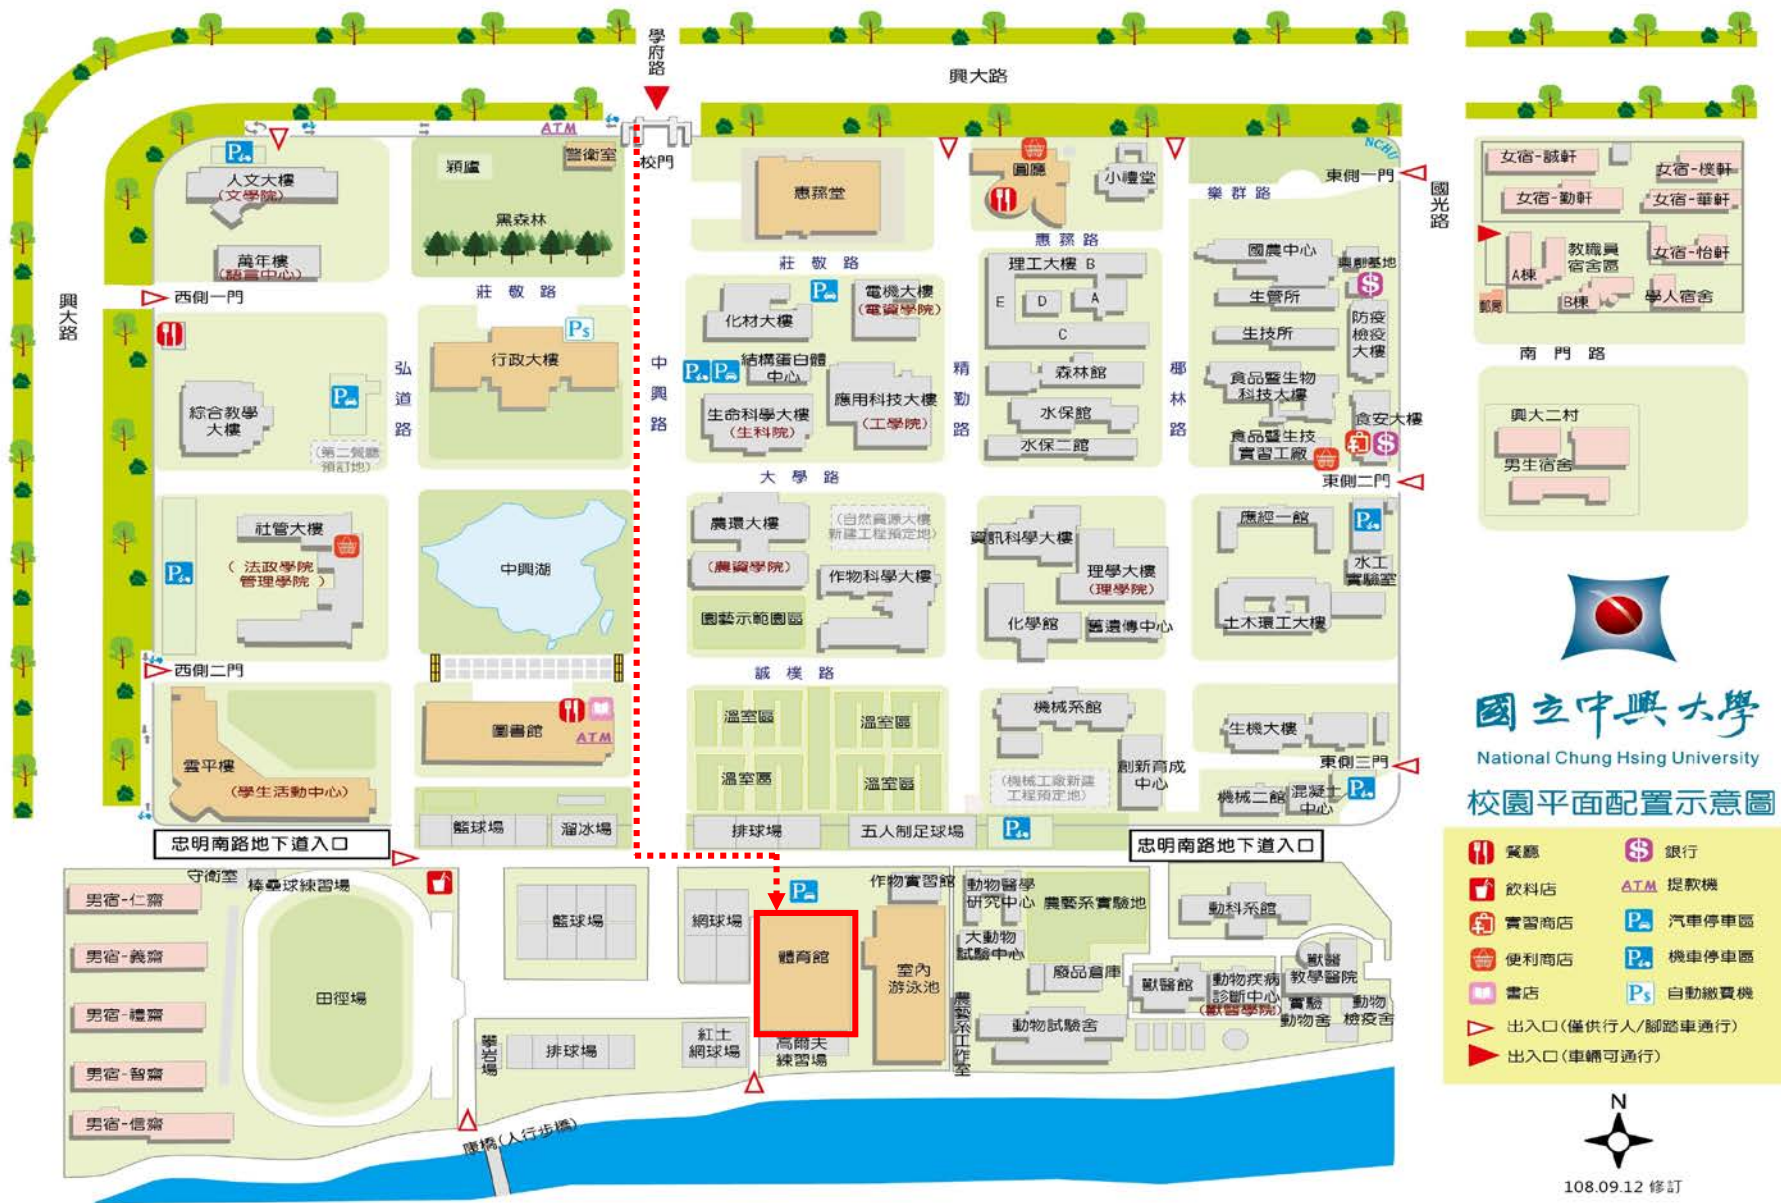 學府路
興大路
ATM
警衛室
校門
穎廬
黑森林
人文大樓
(文學院)
萬年樓
(語言中心)
西側一門
興大路
莊敬路
惠蓀堂
圓廳
小禮堂
樂群路
NCHU
東側一門
國光路
惠蓀路
莊敬路
女宿-誠軒
女宿-樸軒
女宿-勤軒
女宿-華軒
教職員
宿舍區
女宿-怡軒
A棟
B棟
學人宿舍
郵局
南門路
興大二村
男生宿舍
行政大樓
弘道路
中興路
綜合教學
大樓
(第二餐廳
預訂地)
化材大樓
電機大樓
(電資學院)
結構蛋白體
中心
生命科學大樓
(生科院)
應用科技大樓
(工學院)
精勤路
理工大樓 B
E
D
A
C
森林館
水保館
水保二館
椰林路
國農中心
興創基地
生管所
生技所
防疫
檢疫
大樓
食品暨生物
科技大樓
食安大樓
食品暨生技
實習工廠
東側二門
大學路
社管大樓
(法政學院
管理學院)
中興湖
農環大樓
(農資學院)
(自然資源大樓
新建工程預定地)
作物科學大樓
園藝示範園區
資訊科學大樓
理學大樓
(理學院)
化學館
舊遺傳中心
應經一館
水工
實驗室
土木環工大樓
西側二門
誠樸路
雲平樓
(學生活動中心)
圖書館
ATM
溫室區
溫室區
溫室區
溫室區
機械系館
(機械工廠新建
工程預定地)
創新育成
中心
生機大樓
東側三門
機械二館
混凝土
中心
籃球場
溜冰場
排球場
五人制足球場
忠明南路地下道入口
忠明南路地下道入口
守衛室
棒壘球練習場
男宿-仁齋
男宿-義齋
男宿-禮齋
男宿-智齋
男宿-信齋
田徑場
籃球場
網球場
體育館
作物實習館
室內
游泳池
動物醫學
研究中心
農藝系實驗地
大動物
試驗中心
廢品倉庫
農藝系工作室
動物試驗舍
動科系館
獸醫館
動物疾病
診斷中心
(獸醫學院)
獸醫
教學醫院
實驗
動物舍
動物
檢疫舍
攀岩場
排球場
紅土
網球場
高爾夫
練習場
康橋(人行步橋)
國立中興大學
National Chung Hsing University
校園平面配置示意圖
餐廳
銀行
飲料店
ATM 提款機
實習商店
汽車停車區
便利商店
機車停車區
書店
Ps 自動繳費機
出入口(僅供行人/腳踏車通行)
出入口(車輛可通行)
N
108.09.12 修訂